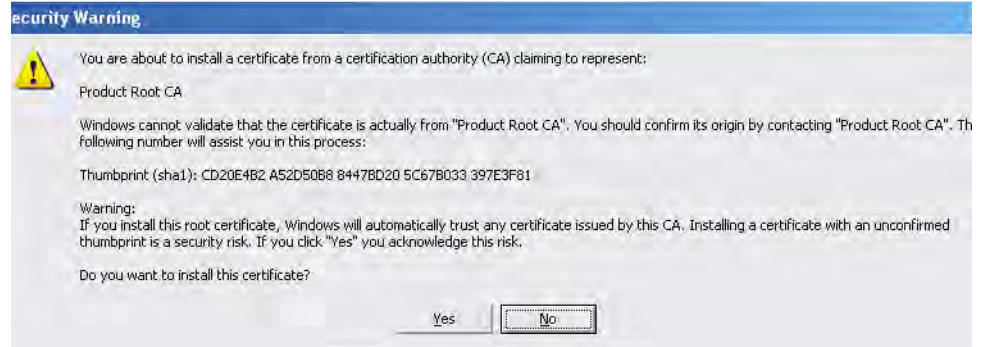 ecurity Warning
You are about to install a certificate from a certification authority (CA) claiming to represent:
Product Root CA
Windows cannot validate that the certificate is actually from "Product Root CA". You should confirm its origin by contacting "Product Root CA". Th
following number will assist you in this process:
Thumbprint (sha1): CD20E4B2 A52D50B8 8447BD20 5C67B033 397E3F81
Warning:
If you install this root certificate, Windows will automatically trust any certificate issued by this CA. Installing a certificate with an unconfirmed
thumbprint is a security risk. If you click "Yes" you acknowledge this risk.
Do you want to install this certificate?
Yes No